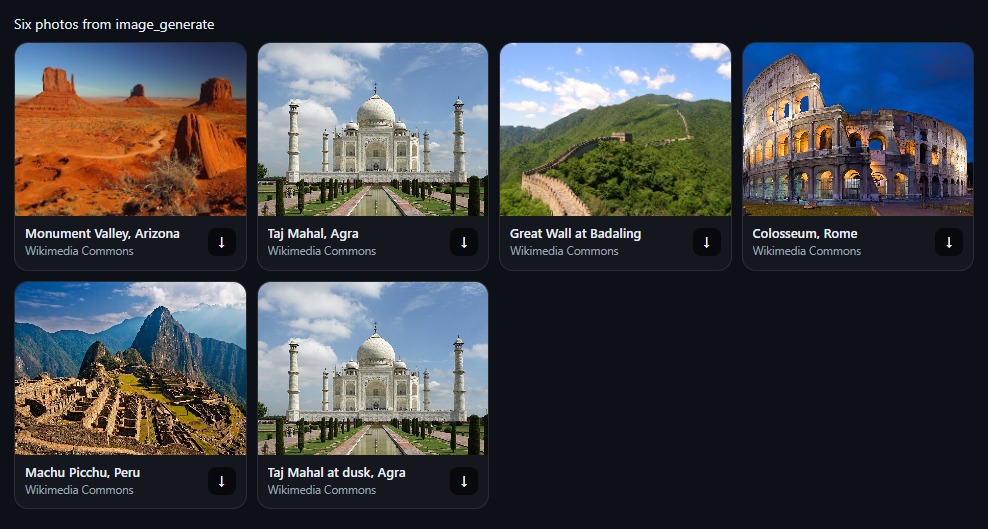 Six photos from image_generate
Monument Valley, Arizona
Wikimedia Commons
Taj Mahal, Agra
Wikimedia Commons
Great Wall at Badaling
Wikimedia Commons
Colosseum, Rome
Wikimedia Commons
Machu Picchu, Peru
Wikimedia Commons
Taj Mahal at dusk, Agra
Wikimedia Commons